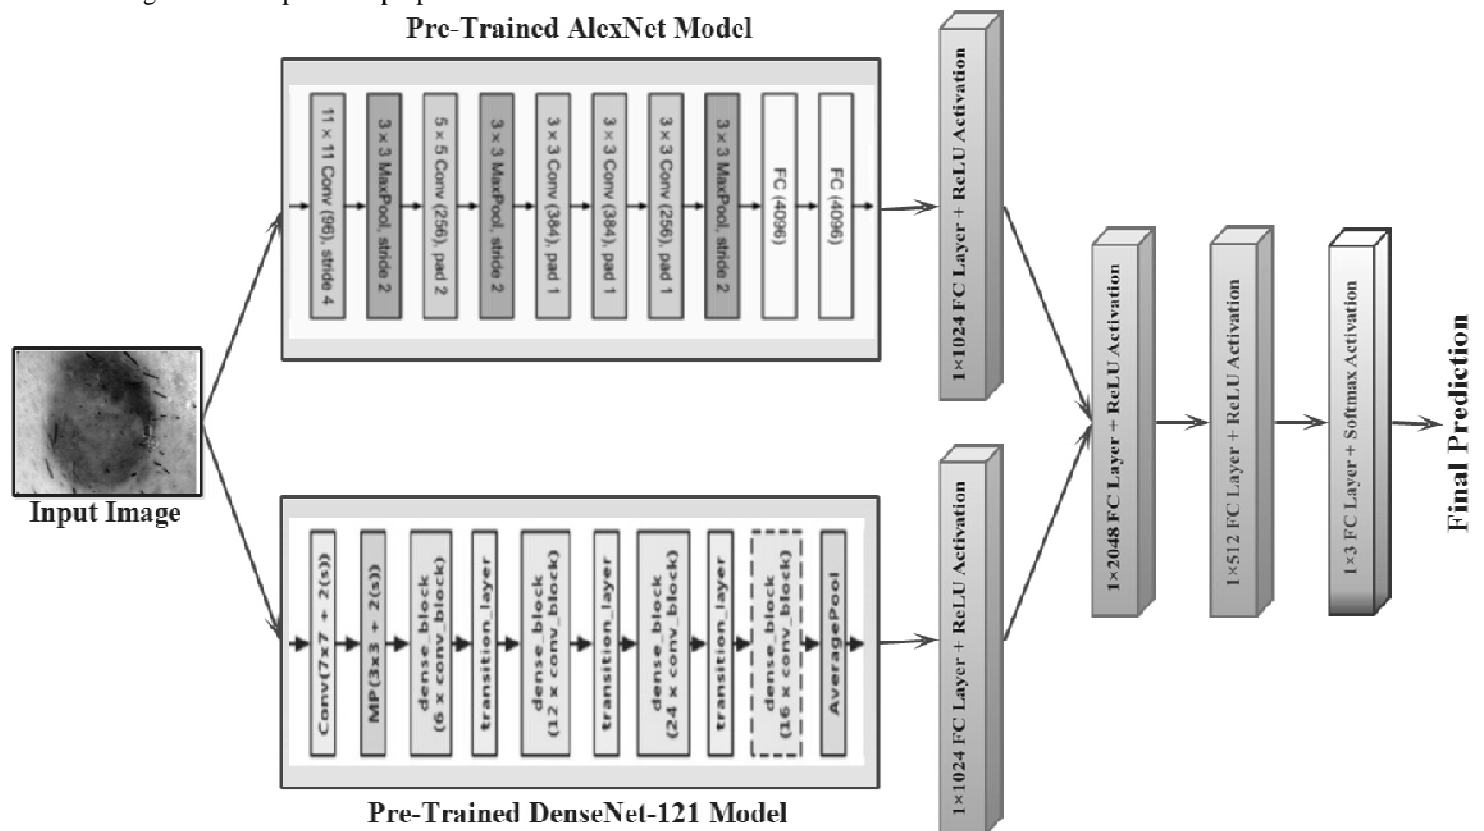 Pre-Trained AlexNet Model
11 × 11 Conv (96), stride 4
3 × 3 MaxPool, stride 2
5 × 5 Conv (256), pad 2
3 × 3 MaxPool, stride 2
3 × 3 Conv (384), pad 1
3 × 3 Conv (384), pad 1
3 × 3 Conv (256), pad 1
3 × 3 MaxPool, stride 2
FC (4096)
FC (4096)
1×1024 FC Layer + ReLU Activation
Input Image
Conv(7x7 + 2(s))
MP(3x3 + 2(s))
dense_block
(6 x conv_block)
transition_layer
dense_block
(12 x conv_block)
transition_layer
dense_block
(24 x conv_block)
transition_layer
dense_block
(16 x conv_block)
AveragePool
1×1024 FC Layer + ReLU Activation
Pre-Trained DenseNet-121 Model
1×2048 FC Layer + ReLU Activation
1×512 FC Layer + ReLU Activation
1×3 FC Layer + Softmax Activation
Final Prediction